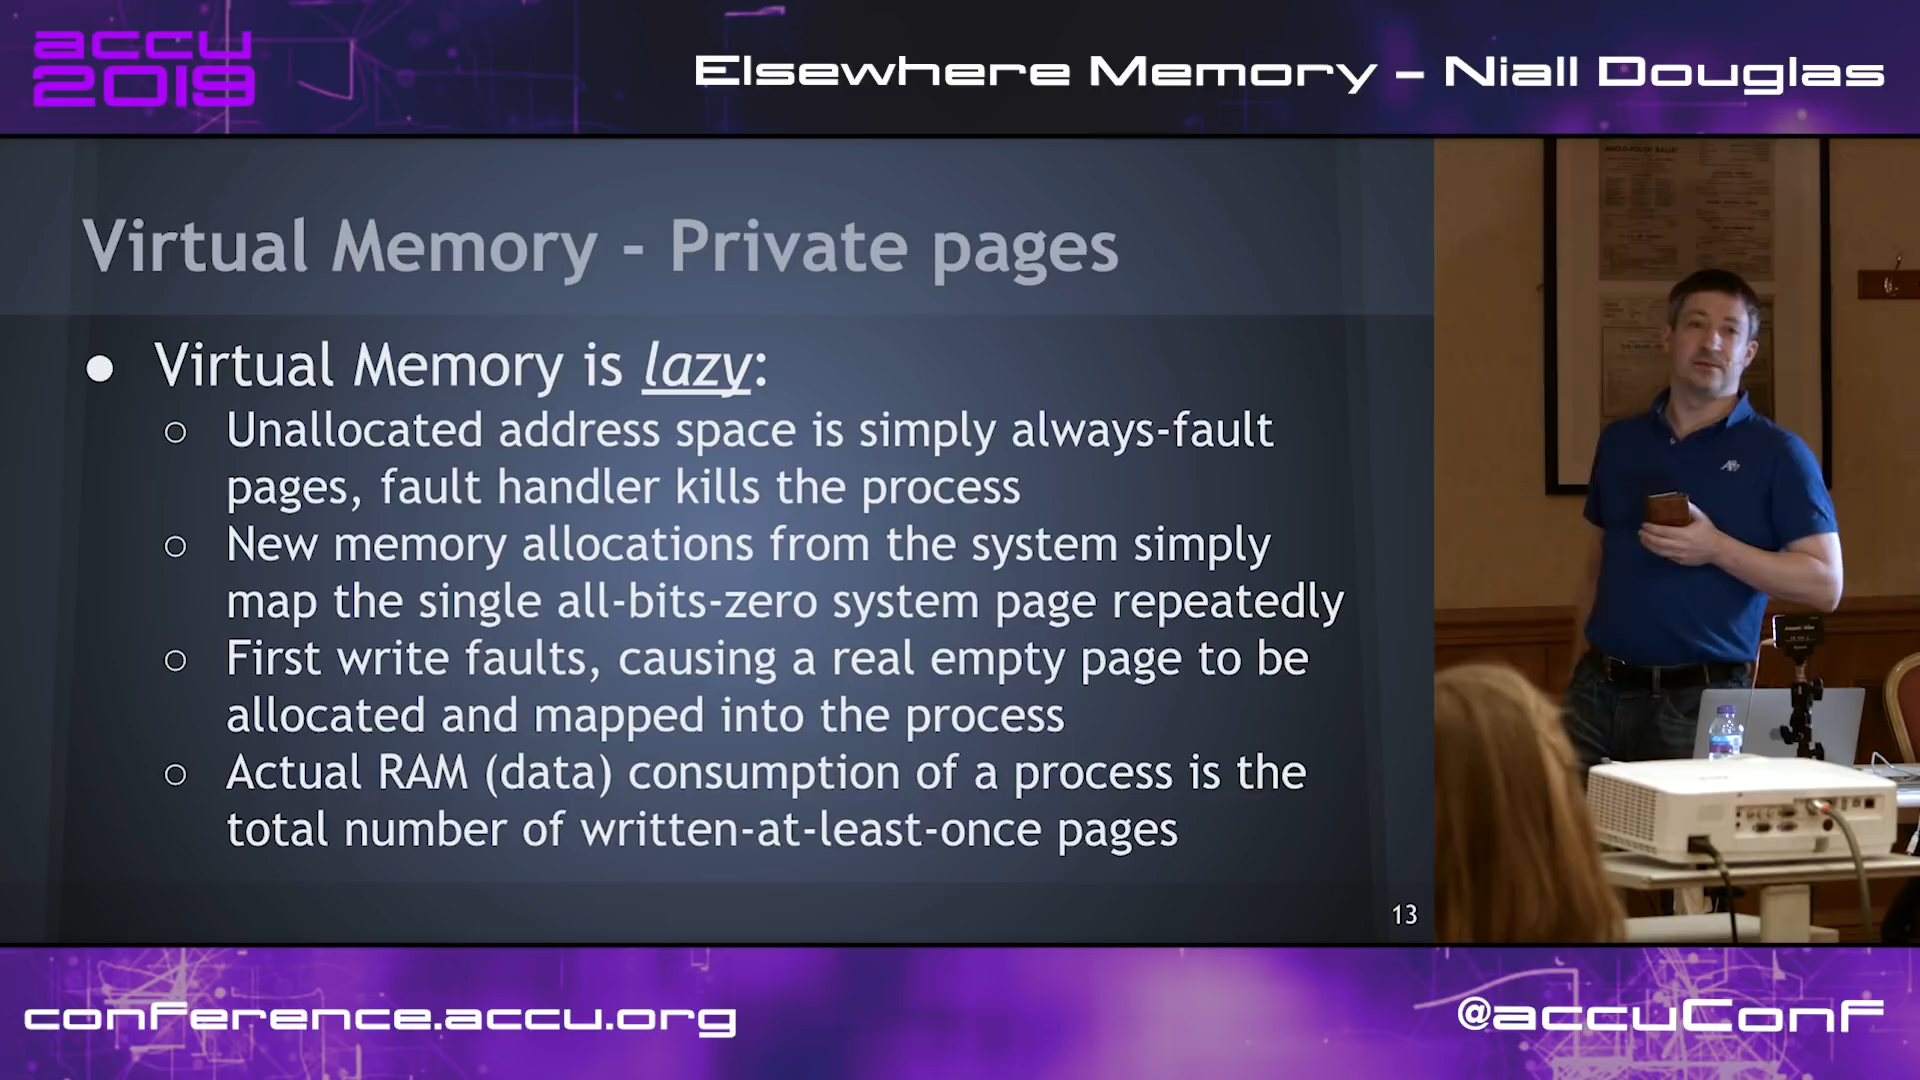 accu
2019
Elsewhere Memory – Niall Douglas
Virtual Memory - Private pages
● Virtual Memory is lazy:
○ Unallocated address space is simply always-fault
pages, fault handler kills the process
○ New memory allocations from the system simply
map the single all-bits-zero system page repeatedly
○ First write faults, causing a real empty page to be
allocated and mapped into the process
○ Actual RAM (data) consumption of a process is the
total number of written-at-least-once pages
13
conference.accu.org
@accuConf